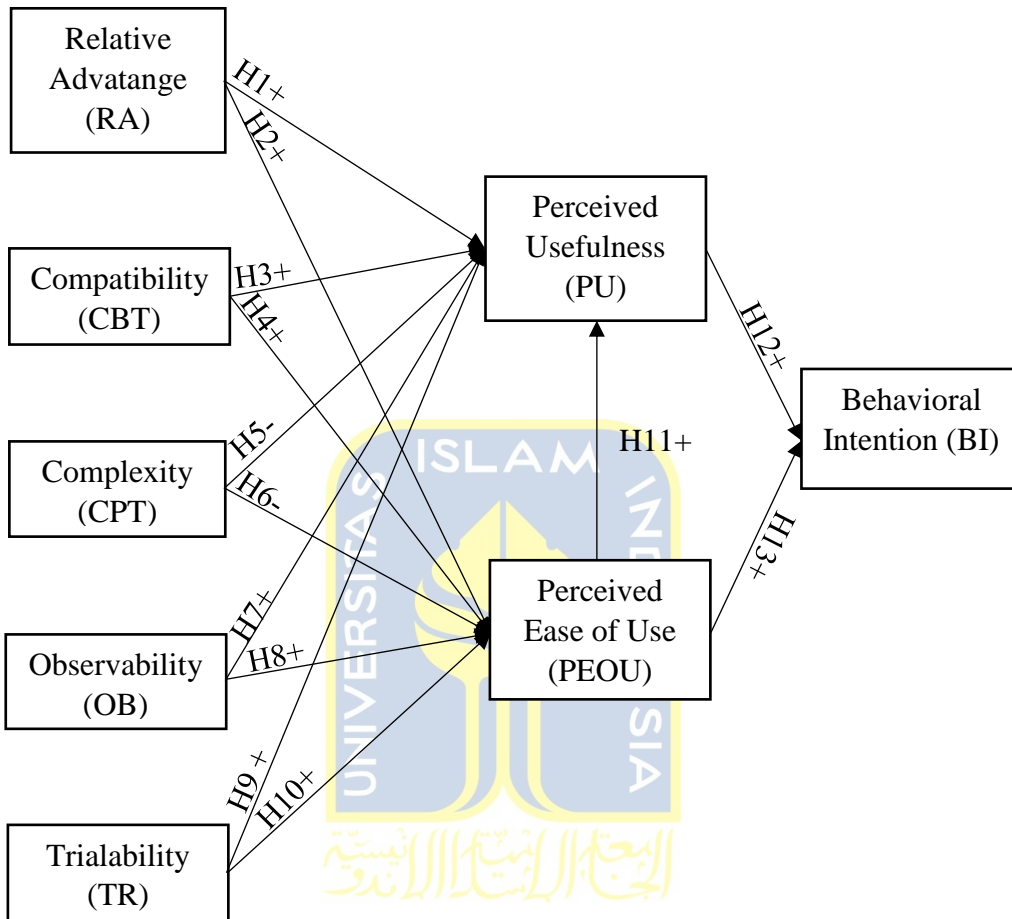 Relative
Advatange
(RA)
H1+
H2+
Perceived
Usefulness
(PU)
Compatibility
(CBT)
H3+
H4+
H12+
Behavioral
Intention (BI)
H11+
Complexity
(CPT)
H5-
H6-
H13+
Perceived
Ease of Use
(PEOU)
Observability
(OB)
H7+
H8+
H9 +
H10+
Trialability
(TR)
UNIVERSITAS
ISLAM
INDONESIA